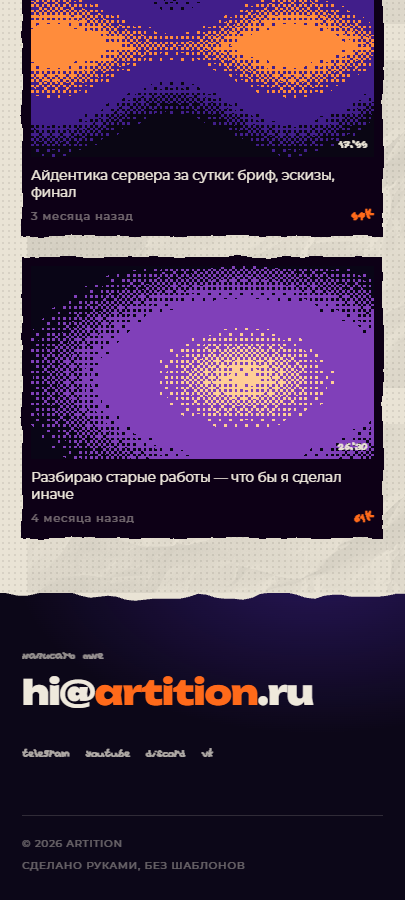 17:44
Айдентика сервера за сутки: бриф, эскизы,
финал
3 месяца назад
26:30
Разбираю старые работы — что бы я сделал
иначе
4 месяца назад
61K
написать мне
hi@artition.ru
telegram youtube discord vk
© 2026 ARTITION
СДЕЛАНО РУКАМИ, БЕЗ ШАБЛОНОВ